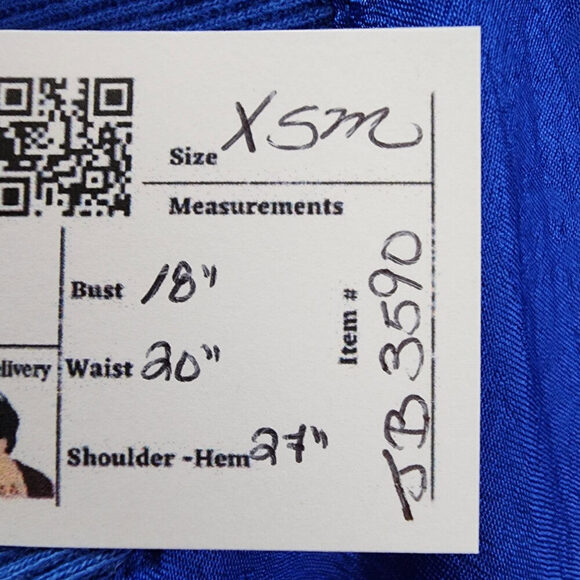 Size XSm
Measurements
Bust 18"
livery Waist 20"
Shoulder -Hem 27"
Item # JB3590